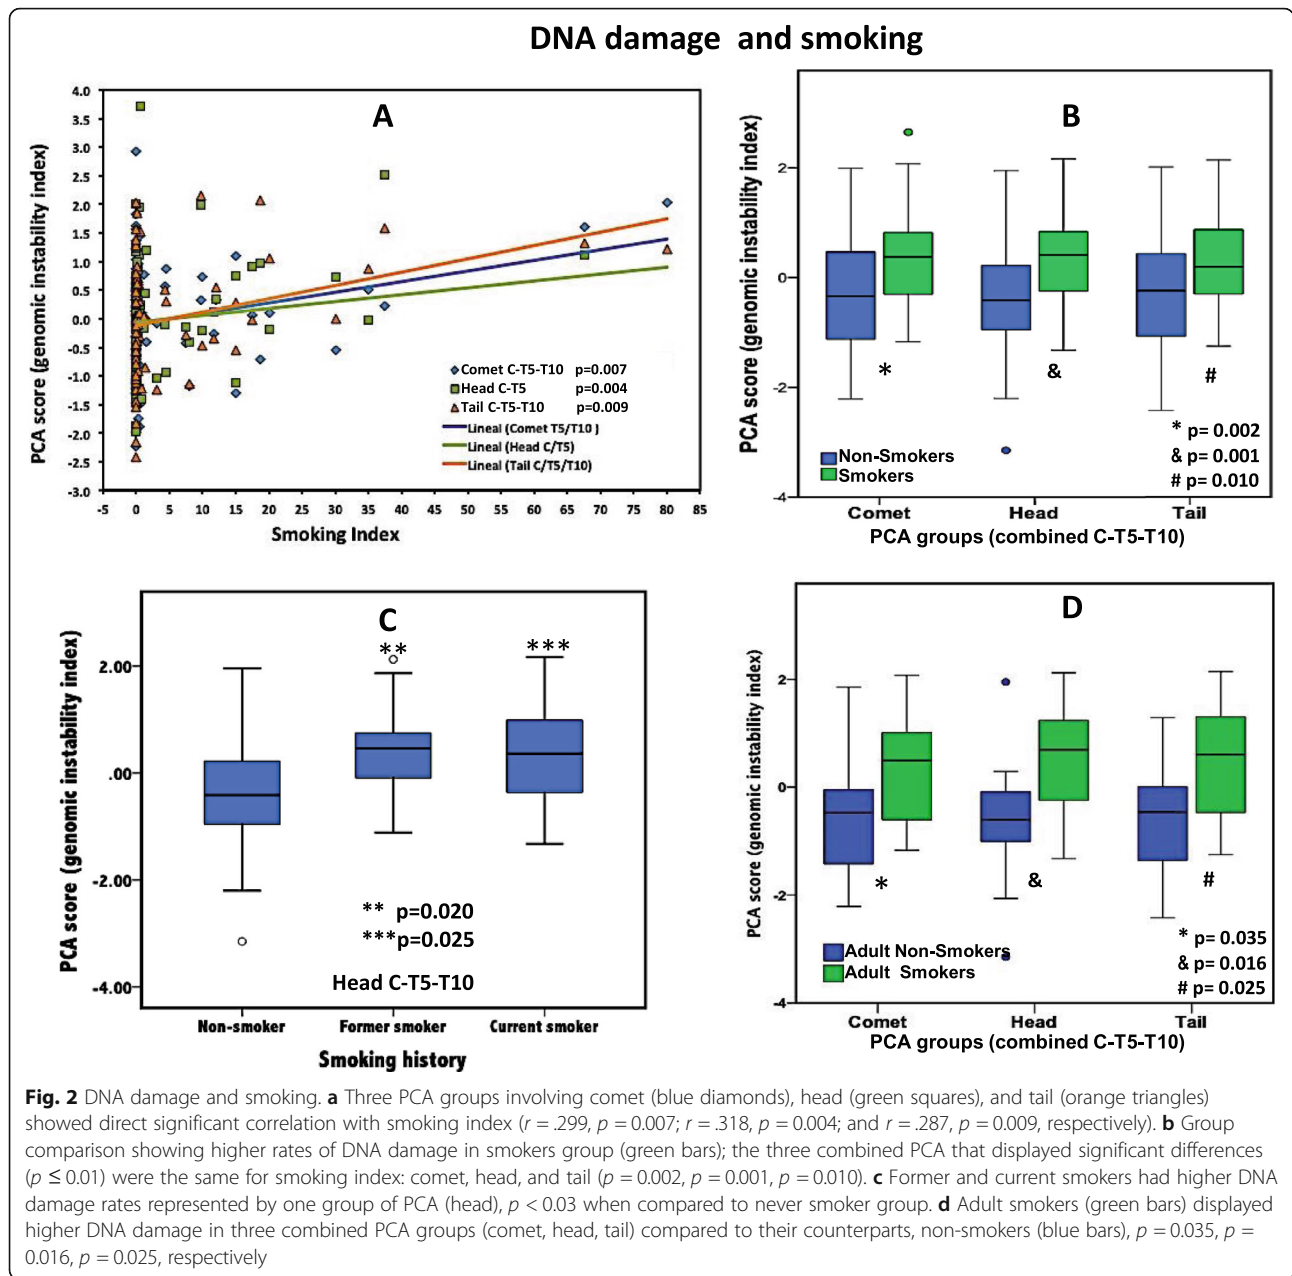 DNA damage and smoking
A
PCA score (genomic instability index)
4.0
3.5
3.0
2.5
2.0
1.5
1.0
0.5
0.0
-0.5
-1.0
-1.5
-2.0
-2.5
-3.0
Comet C-T5-T10 p=0.007
Head C-T5 p=0.004
Tail C-T5-T10 p=0.009
Lineal (Comet T5/T10 )
Lineal (Head C/T5)
Lineal (Tail C/T5/T10)
-5 0 5 10 15 20 25 30 35 40 45 50 55 60 65 70 75 80 85
Smoking Index
B
PCA score (genomic instability index)
2
0
-2
-4
* & #
Non-Smokers
Smokers
* p= 0.002
& p= 0.001
# p= 0.010
Comet Head Tail
PCA groups (combined C-T5-T10)
C
PCA score (genomic instability index)
2.00
.00
-2.00
-4.00
** ***
** p=0.020
***p=0.025
Head C-T5-T10
Non-smoker Former smoker Current smoker
Smoking history
D
PCA score (genomic instability index)
2
0
-2
-4
* & #
Adult Non-Smokers
Adult Smokers
* p= 0.035
& p= 0.016
# p= 0.025
Comet Head Tail
PCA groups (combined C-T5-T10)
Fig. 2 DNA damage and smoking. a Three PCA groups involving comet (blue diamonds), head (green squares), and tail (orange triangles)
showed direct significant correlation with smoking index (r = .299, p = 0.007; r = .318, p = 0.004; and r = .287, p = 0.009, respectively). b Group
comparison showing higher rates of DNA damage in smokers group (green bars); the three combined PCA that displayed significant differences
(p ≤ 0.01) were the same for smoking index: comet, head, and tail (p = 0.002, p = 0.001, p = 0.010). c Former and current smokers had higher DNA
damage rates represented by one group of PCA (head), p < 0.03 when compared to never smoker group. d Adult smokers (green bars) displayed
higher DNA damage in three combined PCA groups (comet, head, tail) compared to their counterparts, non-smokers (blue bars), p = 0.035, p =
0.016, p = 0.025, respectively